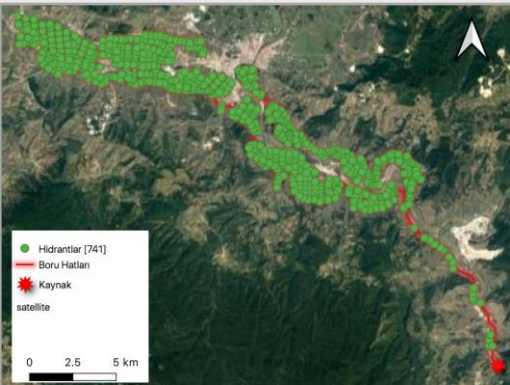 Hidrantlar [741]
Boru Hatları
Kaynak
satellite
0 2.5 5 km